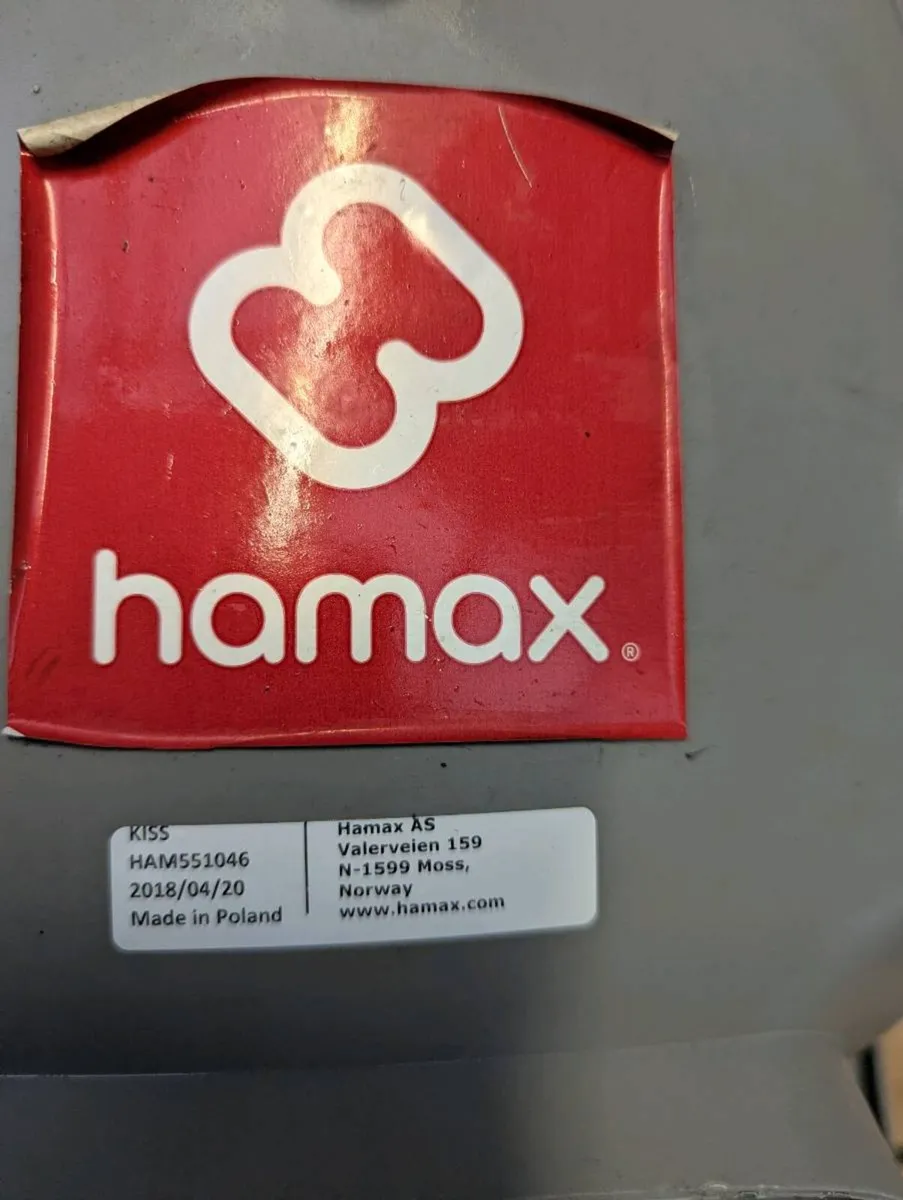 hamax®
KISS
HAM551046
2018/04/20
Made in Poland
Hamax AS
Valerveien 159
N-1599 Moss,
Norway
www.hamax.com